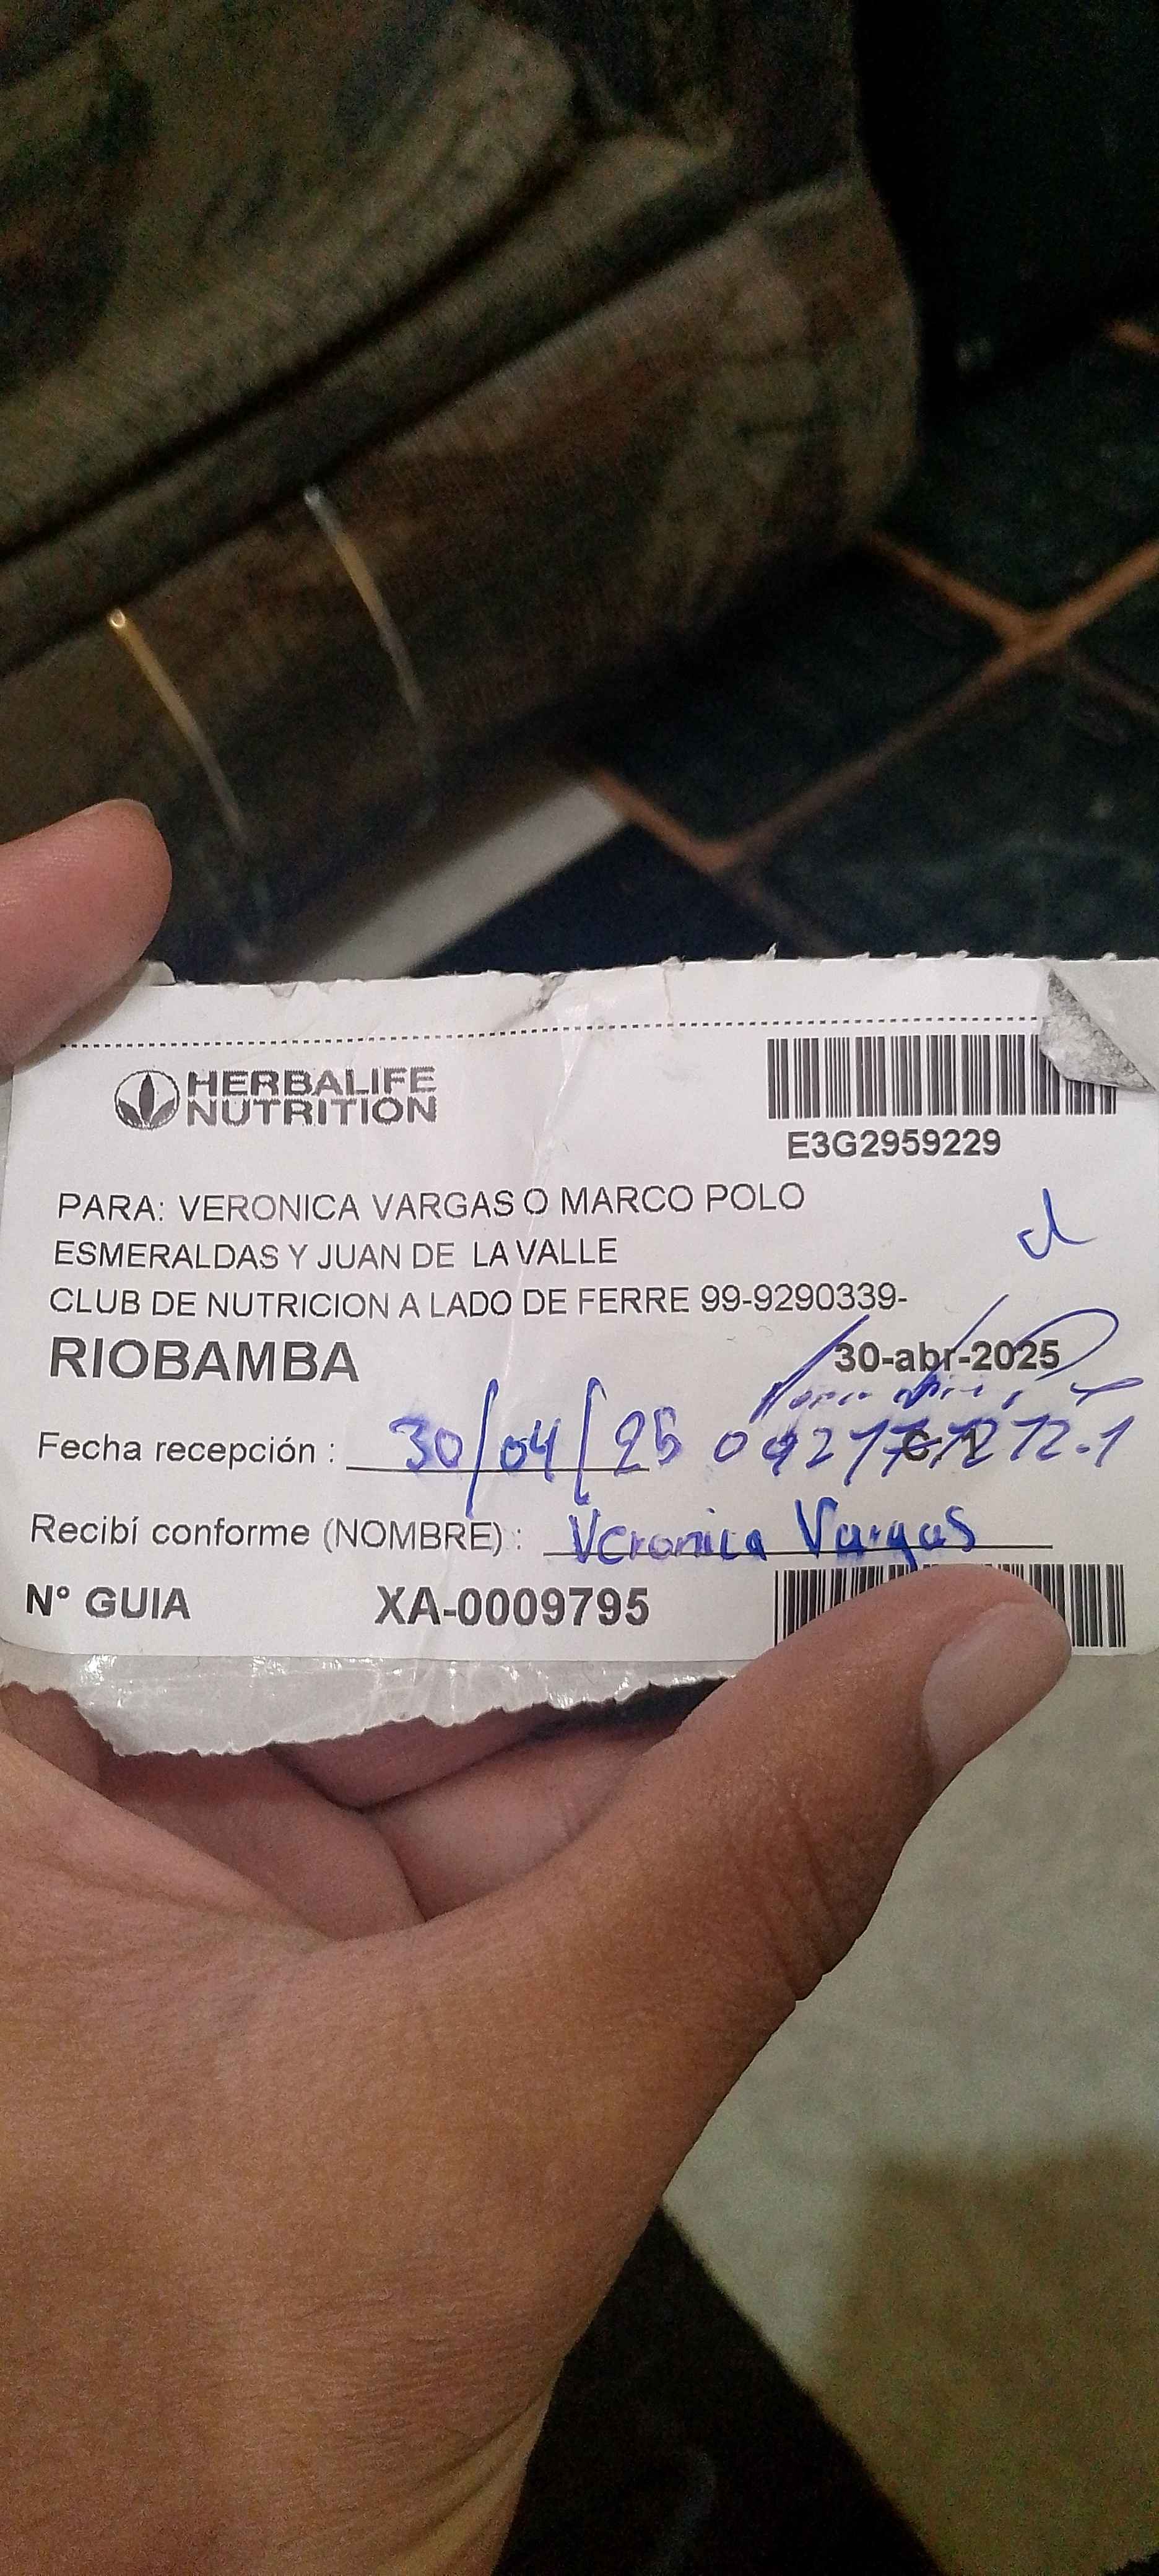 HERBALIFE
NUTRITION
E3G2959229
PARA: VERONICA VARGAS O MARCO POLO
ESMERALDAS Y JUAN DE LA VALLE
CLUB DE NUTRICION A LADO DE FERRE 99-9290339-
RIOBAMBA
30-abr-2025
Fecha recepción : 30/04/25
Recibí conforme (NOMBRE) : Veronica Vargas
N° GUIA XA-0009795